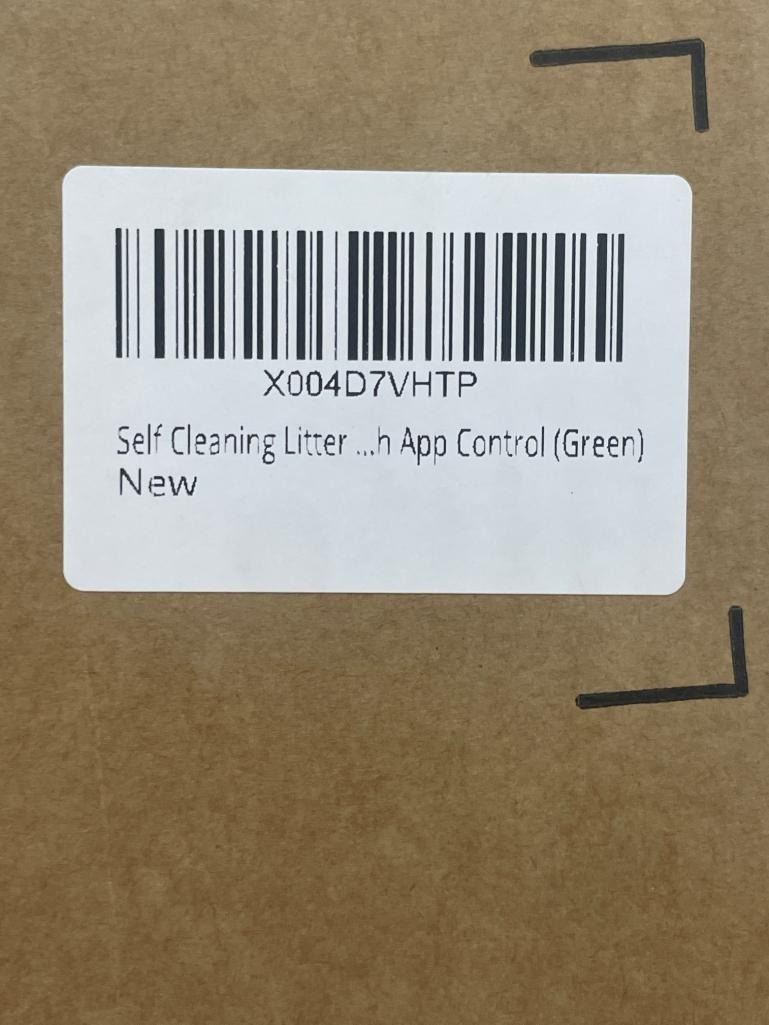 X004D7VHTP
Self Cleaning Litter ...h App Control (Green)
New